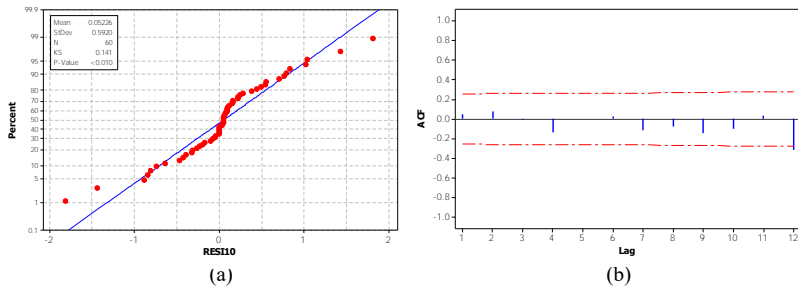 99.9
99
95
90
80
70
60
50
40
30
20
10
5
1
0.1
Percent
Mean 0.05226
StDev 0.5920
N 60
KS 0.141
P-Value <0.010
-2 -1 0 1 2
RESI10
(a)
1.0
0.8
0.6
0.4
0.2
0.0
-0.2
-0.4
-0.6
-0.8
-1.0
ACF
1 2 3 4 5 6 7 8 9 10 11 12
Lag
(b)